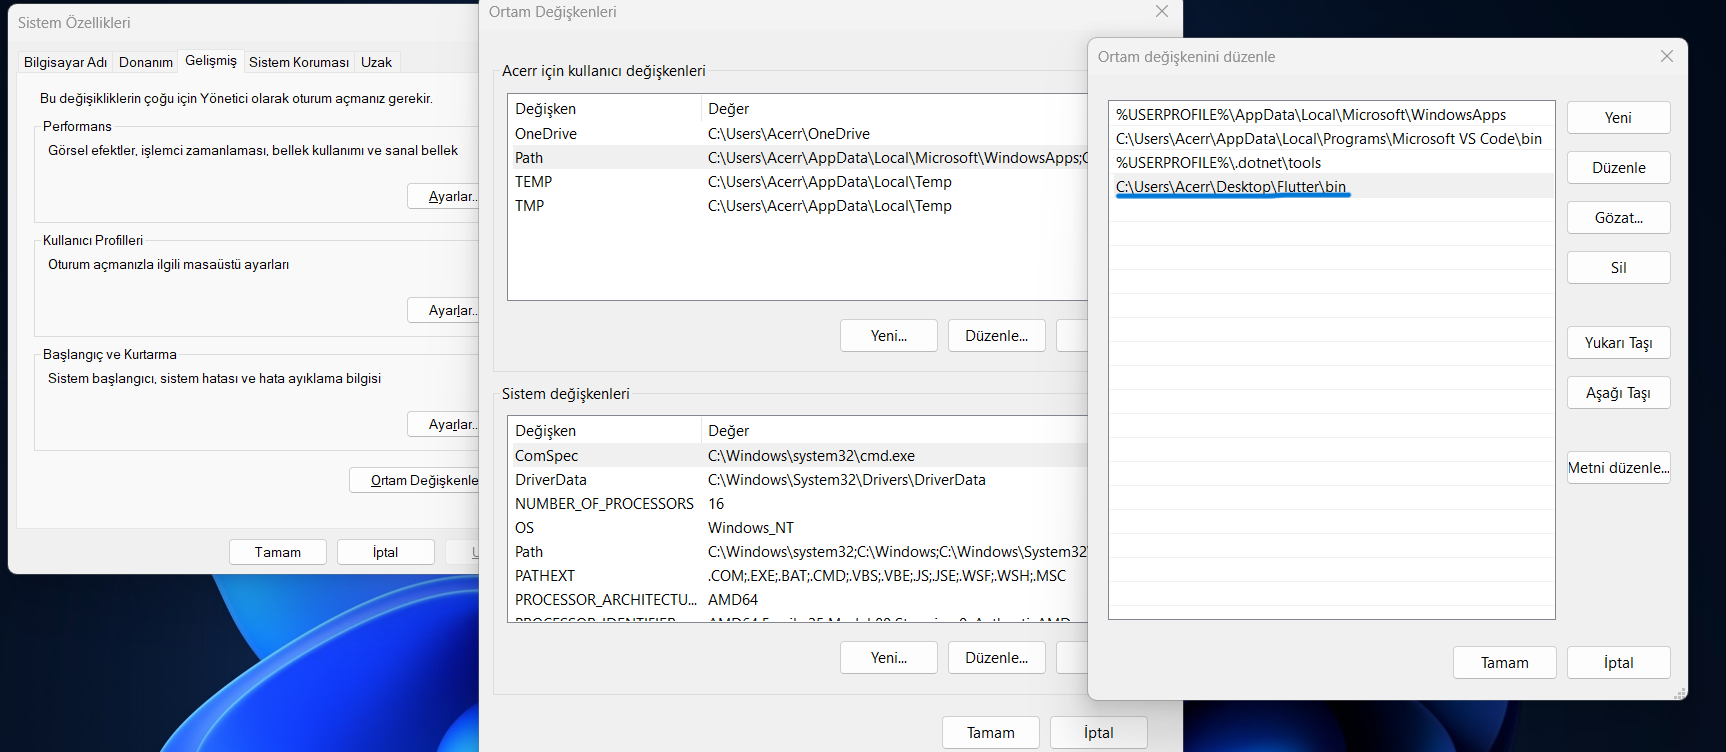 Sistem Özellikleri
Bilgisayar Adı Donanım Gelişmiş Sistem Koruması Uzak
Bu değişikliklerin çoğu için Yönetici olarak oturum açmanız gerekir.
Performans
Görsel efektler, işlemci zamanlaması, bellek kullanımı ve sanal bellek
Ayarlar..
Kullanıcı Profilleri
Oturum açmanızla ilgili masaüstü ayarları
Ayarlar..
Başlangıç ve Kurtarma
Sistem başlangıcı, sistem hatası ve hata ayıklama bilgisi
Ayarlar..
Ortam Değişkenle
Tamam İptal
Ortam Değişkenleri
Acerr için kullanıcı değişkenleri
Değişken Değer
OneDrive C:\Users\Acerr\OneDrive
Path C:\Users\Acerr\AppData\Local\Microsoft\WindowsApps;C
TEMP C:\Users\Acerr\AppData\Local\Temp
TMP C:\Users\Acerr\AppData\Local\Temp
Yeni... Düzenle...
Sistem değişkenleri
Değişken Değer
ComSpec C:\Windows\system32\cmd.exe
DriverData C:\Windows\System32\Drivers\DriverData
NUMBER_OF_PROCESSORS 16
OS Windows_NT
Path C:\Windows\system32;C:\Windows;C:\Windows\System32\
PATHEXT .COM;.EXE;.BAT;.CMD;.VBS;.VBE;.JS;.JSE;.WSF;.WSH;.MSC
PROCESSOR_ARCHITECTU... AMD64
Yeni... Düzenle...
Tamam İptal
Ortam değişkenini düzenle
%USERPROFILE%\AppData\Local\Microsoft\WindowsApps
C:\Users\Acerr\AppData\Local\Programs\Microsoft VS Code\bin
%USERPROFILE%\.dotnet\tools
C:\Users\Acerr\Desktop\Flutter\bin
Yeni
Düzenle
Gözat...
Sil
Yukarı Taşı
Aşağı Taşı
Metni düzenle...
Tamam İptal